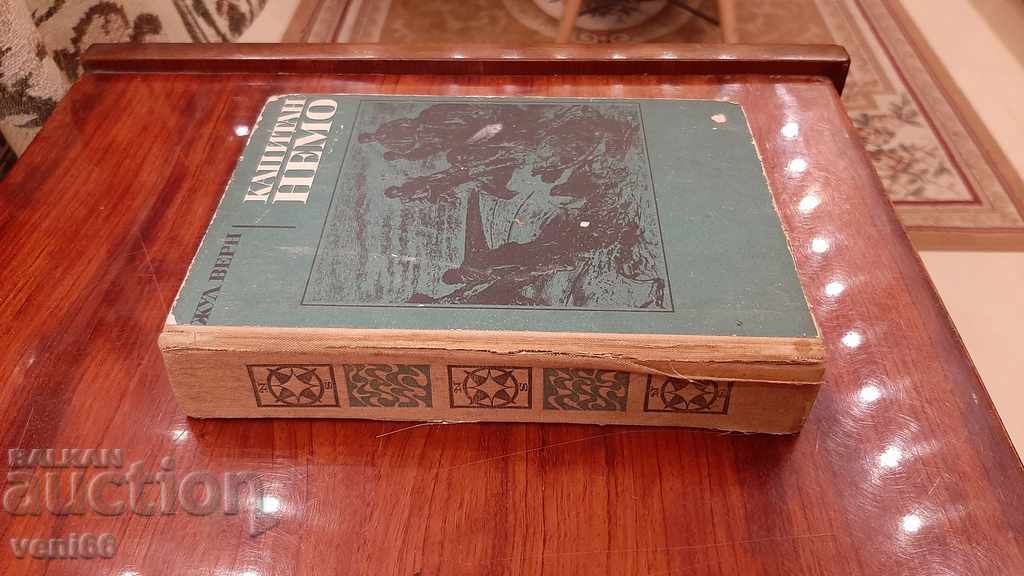 КАПИТАН
НЕМО
ЖУЛ ВЕРН
N S
N S
N S
BALKAN
auction
veni66